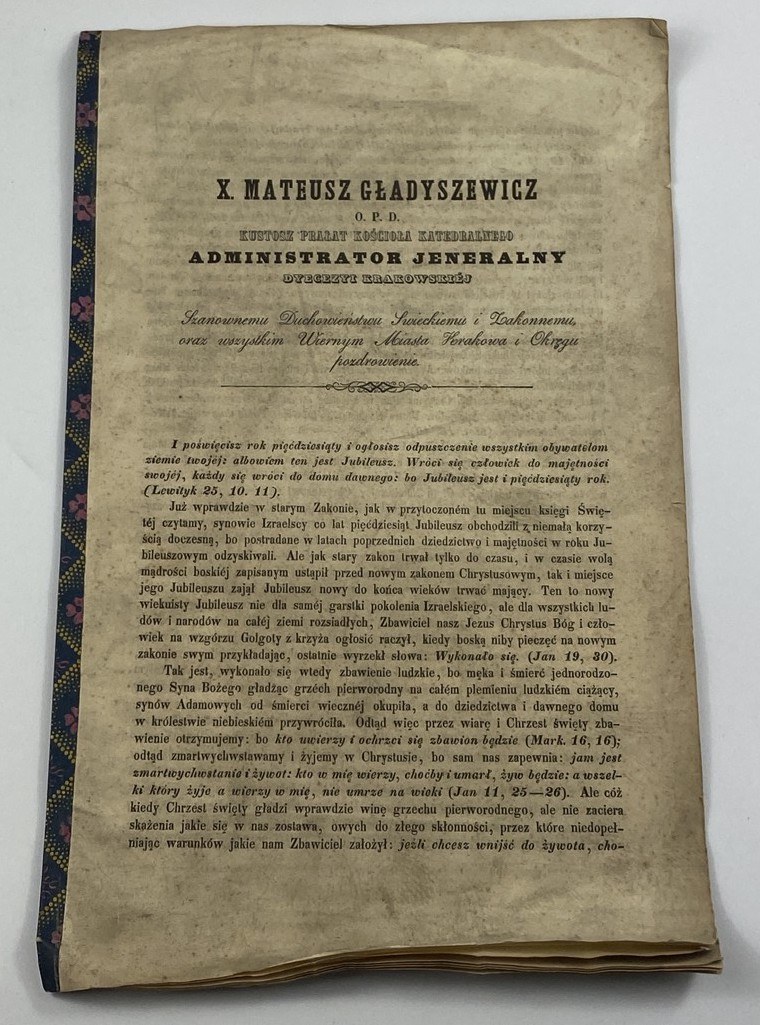 X. MATEUSZ GŁADYSZEWICZ
O. P. D.
KUSTOSZ PRAŁAT KOŚCIOŁA KATEDRALNEGO
ADMINISTRATOR JENERALNY
DYECEZYI KRAKOWSKIÉJ
Szanownemu Duchowieństwu Swieckiemu i Zakonnemu,
oraz wszystkim Wiernym Miasta Krakowa i Okręgu
pozdrowienie.
I poświęcisz rok pięćdziesiąty i ogłosisz odpuszczenie wszystkim obywatelom
ziemie twojéj: albowiem ten jest Jubileusz. Wróci się człowiek do majętności
swojéj, każdy się wróci do domu dawnego: bo Jubileusz jest i pięćdziesiąty rok.
(Lewityk 25, 10. 11).
Już wprawdzie w starym Zakonie, jak w przytoczoném tu miejscu księgi Świę-
téj czytamy, synowie Izraelscy co lat pięćdziesiąt Jubileusz obchodzili z niemałą korzy-
ścią doczesną, bo postradane w latach poprzednich dziedzictwo i majętności w roku Ju-
bileuszowym odzyskiwali. Ale jak stary zakon trwał tylko do czasu, i w czasie wolą
mądrości boskiéj zapisanym ustąpił przed nowym zakonem Chrystusowym, tak i miejsce
jego Jubileuszu zajął Jubileusz nowy do końca wieków trwać mający. Ten to nowy
wiekuisty Jubileusz nie dla saméj garstki pokolenia Izraelskiego, ale dla wszystkich lu-
dów i narodów na całéj ziemi rozsiadłych, Zbawiciel nasz Jezus Chrystus Bóg i czło-
wiek na wzgórzu Golgoty z krzyża ogłosić raczył, kiedy boską niby pieczęć na nowym
zakonie swym przykładając, ostatnie wyrzekł słowa: Wykonało się. (Jan 19, 30).
Tak jest, wykonało się wtedy zbawienie ludzkie, bo męka i śmierć jednorodzo-
nego Syna Bożego gładząc grzéch pierworodny na całém plemieniu ludzkiém ciążący,
synów Adamowych od śmierci wiecznéj okupiła, a do dziedzictwa i dawnego domu
w królestwie niebieskiém przywróciła. Odtąd więc przez wiarę i Chrzest święty zba-
wienie otrzymujemy: bo kto uwierzy i ochrzci się zbawion będzie (Mark. 16, 16);
odtąd zmartwychwstawamy i żyjemy w Chrystusie, bo sam nas zapewnia: jam jest
zmartwychwstanie i żywot: kto w mię wierzy, choćby i umarł, żyw będzie: a wszel-
ki który żyje a wierzy w mię, nie umrze na wieki (Jan 11, 25—26). Ale cóż
kiedy Chrzest święty gładzi wprawdzie winę grzechu pierworodnego, ale nie zaciera
skażenia jakie się w nas zostawa, owych do złego skłonności, przez które niedopeł-
niając warunków jakie nam Zbawiciel założył: jeźli chcesz wnijść do żywota, cho-